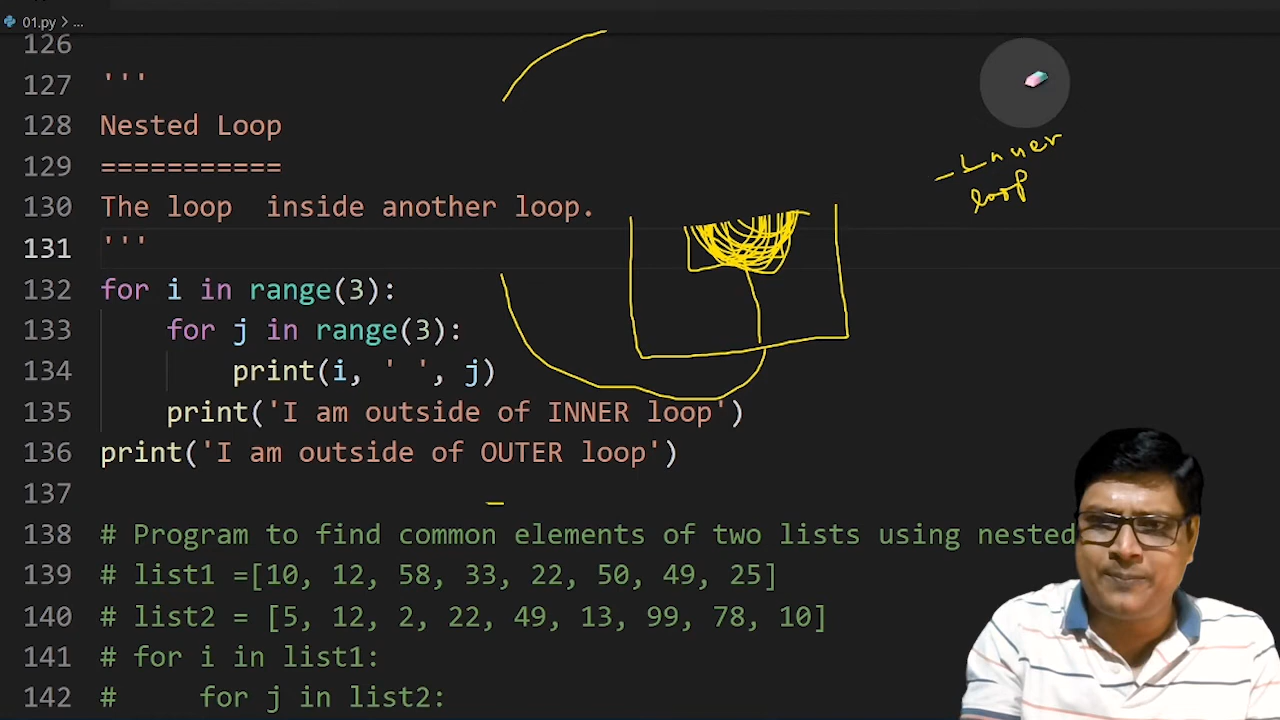 01.py > ...
126
127 '''
128 Nested Loop
129 ===========
130 The loop  inside another loop.
131 '''
132 for i in range(3):
133     for j in range(3):
134         print(i, ' ', j)
135     print('I am outside of INNER loop')
136 print('I am outside of OUTER loop')
137
138 # Program to find common elements of two lists using nested
139 # list1 =[10, 12, 58, 33, 22, 50, 49, 25]
140 # list2 = [5, 12, 2, 22, 49, 13, 99, 78, 10]
141 # for i in list1:
142 #     for j in list2:
Inner
loop